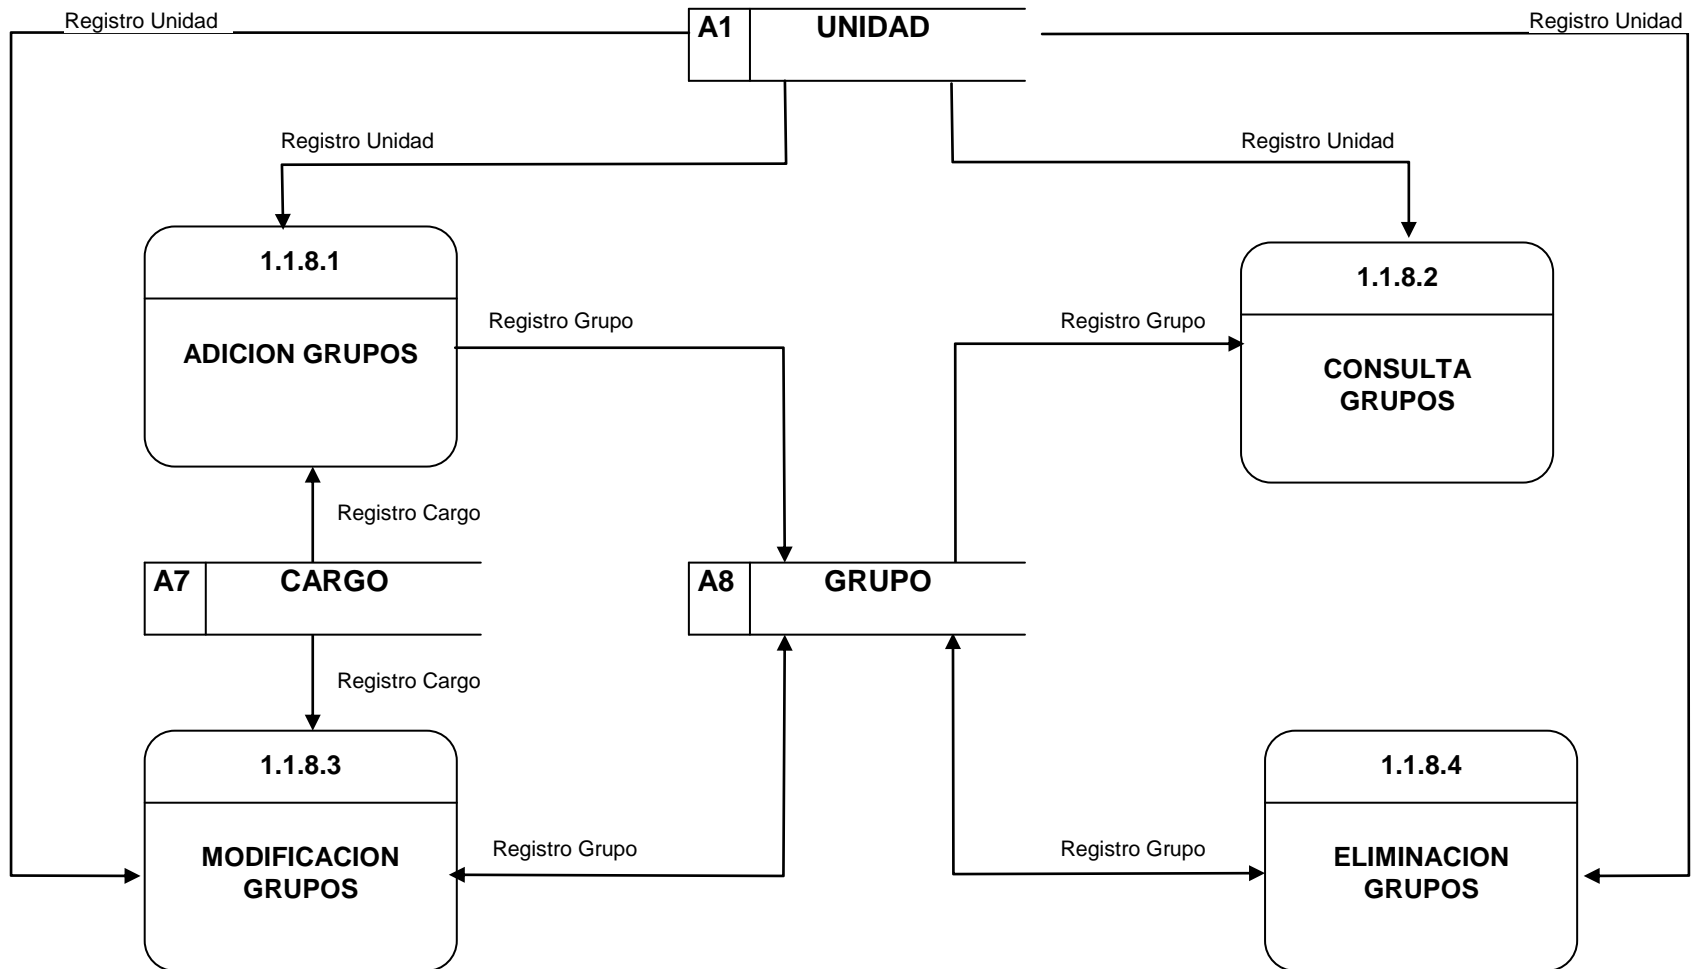 Registro Unidad
A1 UNIDAD
Registro Unidad
Registro Unidad
Registro Unidad
1.1.8.1
ADICION GRUPOS
1.1.8.2
CONSULTA
GRUPOS
Registro Grupo
Registro Grupo
Registro Cargo
A7 CARGO
A8 GRUPO
Registro Cargo
1.1.8.3
MODIFICACION
GRUPOS
Registro Grupo
Registro Grupo
1.1.8.4
ELIMINACION
GRUPOS